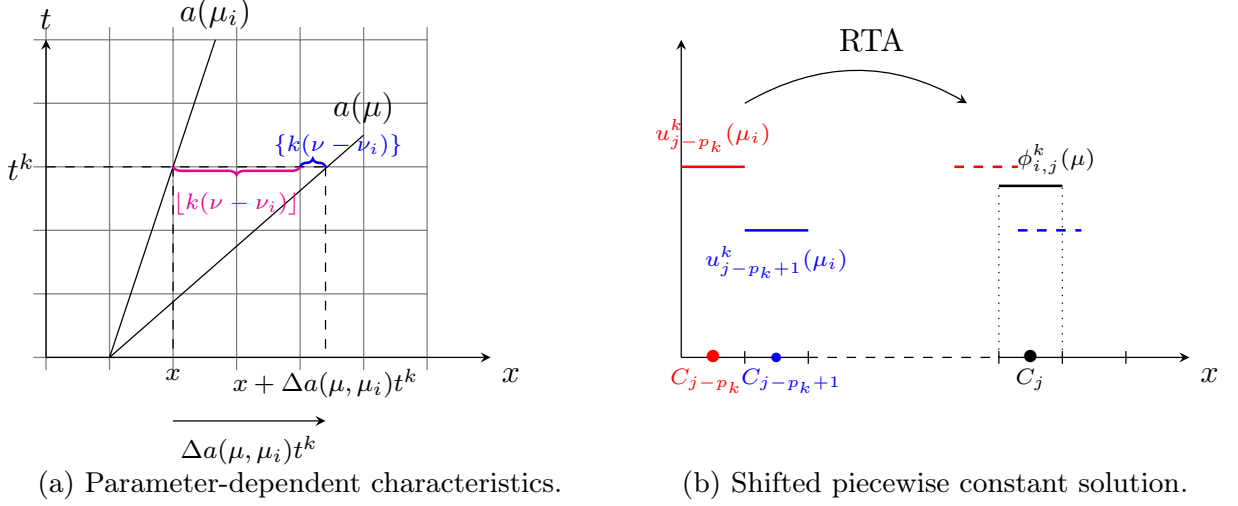 t
a(μ_i)
a(μ)
{k(ν − ν_i)}
t^k
⌊k(ν − ν_i)⌋
x
x + Δa(μ, μ_i)t^k
x
Δa(μ, μ_i)t^k
(a) Parameter-dependent characteristics.
RTA
u^k_{j−p_k}(μ_i)
ϕ^k_{i,j}(μ)
u^k_{j−p_k+1}(μ_i)
C_{j−p_k}
C_{j−p_k+1}
C_j
x
(b) Shifted piecewise constant solution.